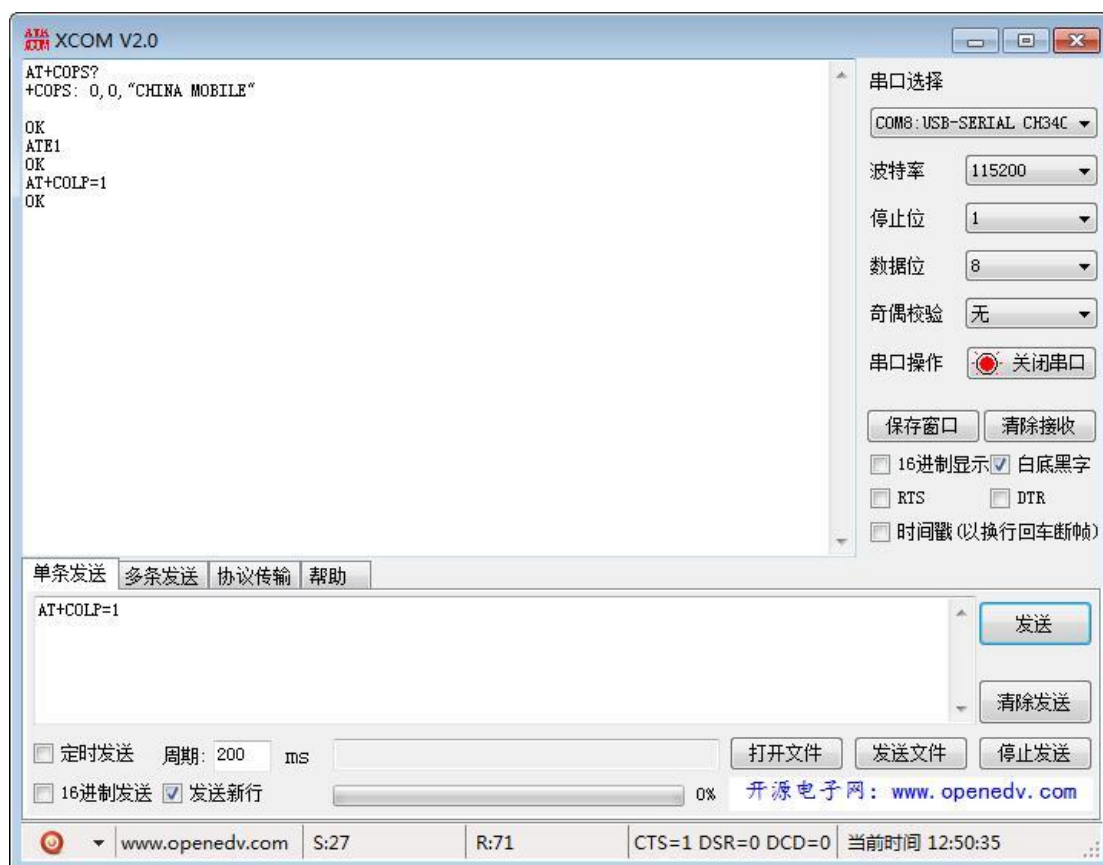 ATK COM XCOM V2.0
AT+COPS?
+COPS: 0,0,"CHINA MOBILE"
OK
ATE1
OK
AT+COLP=1
OK
串口选择
COM8:USB-SERIAL CH34C
波特率 115200
停止位 1
数据位 8
奇偶校验 无
串口操作 关闭串口
保存窗口 清除接收
16进制显示 白底黑字
RTS DTR
时间戳(以换行回车断帧)
单条发送 多条发送 协议传输 帮助
AT+COLP=1
发送
清除发送
定时发送 周期: 200 ms 打开文件 发送文件 停止发送
16进制发送 发送新行 0% 开源电子网: www.openedv.com
www.openedv.com S:27 R:71 CTS=1 DSR=0 DCD=0 当前时间 12:50:35